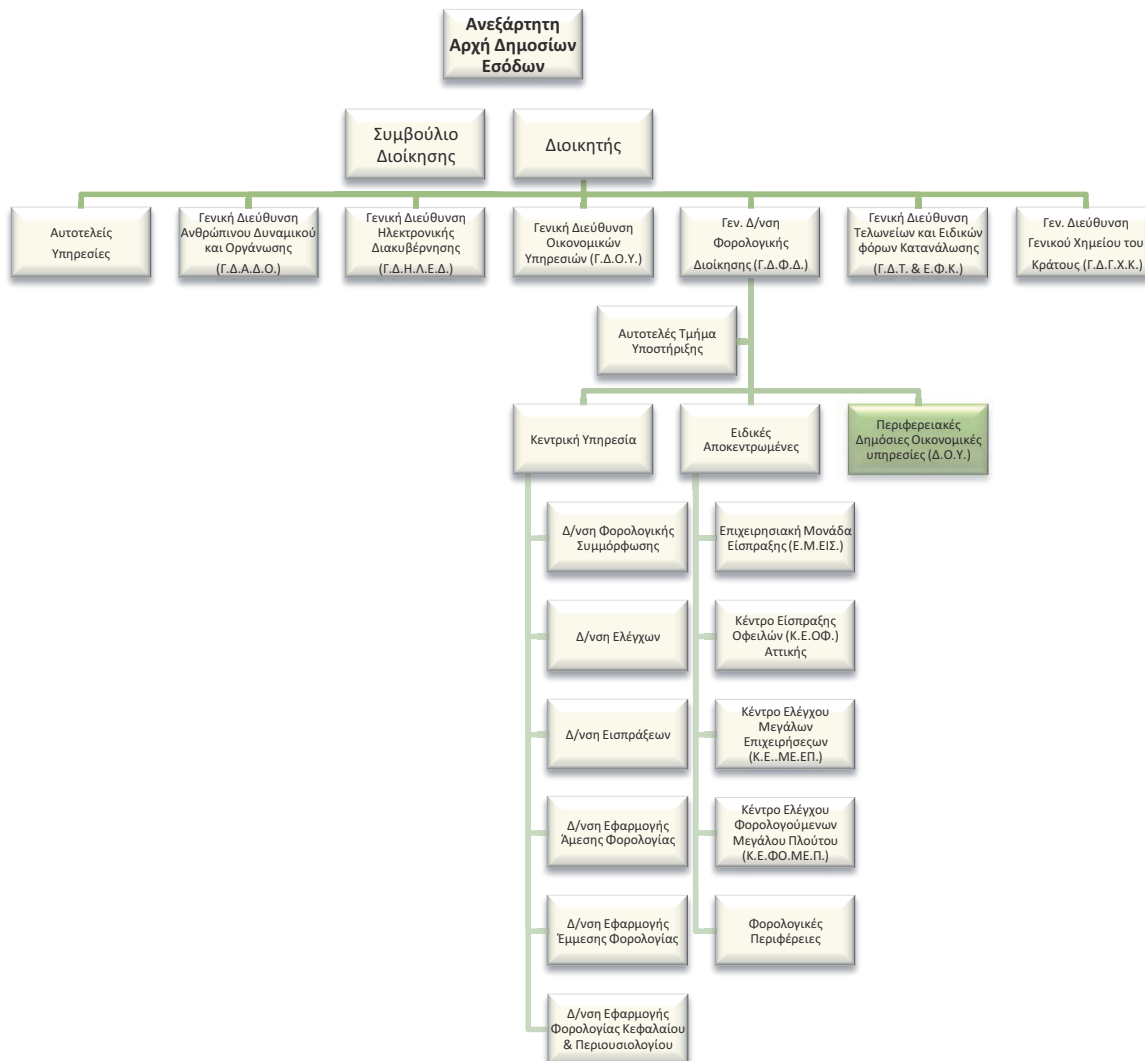 Ανεξάρτητη
Αρχή Δημοσίων
Εσόδων
Συμβούλιο
Διοίκησης
Διοικητής
Αυτοτελείς
Υπηρεσίες
Γενική Διεύθυνση
Ανθρώπινου Δυναμικού
και Οργάνωσης
(Γ.Δ.Α.Δ.Ο.)
Γενική Διεύθυνση
Ηλεκτρονικής
Διακυβέρνησης
(Γ.Δ.Η.Λ.Ε.Δ.)
Γενική Διεύθυνση
Οικονομικών
Υπηρεσιών (Γ.Δ.Ο.Υ.)
Γεν. Δ/νση
Φορολογικής
Διοίκησης (Γ.Δ.Φ.Δ.)
Γενική Διεύθυνση
Τελωνείων και Ειδικών
φόρων Κατανάλωσης
(Γ.Δ.Τ. & Ε.Φ.Κ.)
Γεν. Διεύθυνση
Γενικού Χημείου του
Κράτους (Γ.Δ.Γ.Χ.Κ.)
Αυτοτελές Τμήμα
Υποστήριξης
Κεντρική Υπηρεσία
Ειδικές
Αποκεντρωμένες
Περιφερειακές
Δημόσιες Οικονομικές
υπηρεσίες (Δ.Ο.Υ.)
Δ/νση Φορολογικής
Συμμόρφωσης
Δ/νση Ελέγχων
Δ/νση Εισπράξεων
Δ/νση Εφαρμογής
Άμεσης Φορολογίας
Δ/νση Εφαρμογής
Έμμεσης Φορολογίας
Δ/νση Εφαρμογής
Φορολογίας Κεφαλαίου
& Περιουσιολογίου
Επιχειρησιακή Μονάδα
Είσπραξης (Ε.Μ.ΕΙΣ.)
Κέντρο Είσπραξης
Οφειλών (Κ.Ε.ΟΦ.)
Αττικής
Κέντρο Ελέγχου
Μεγάλων
Επιχειρήσεςων
(Κ.Ε..ΜΕ.ΕΠ.)
Κέντρο Ελέγχου
Φορολογούμενων
Μεγάλου Πλούτου
(Κ.Ε.ΦΟ.ΜΕ.Π.)
Φορολογικές
Περιφέρειες